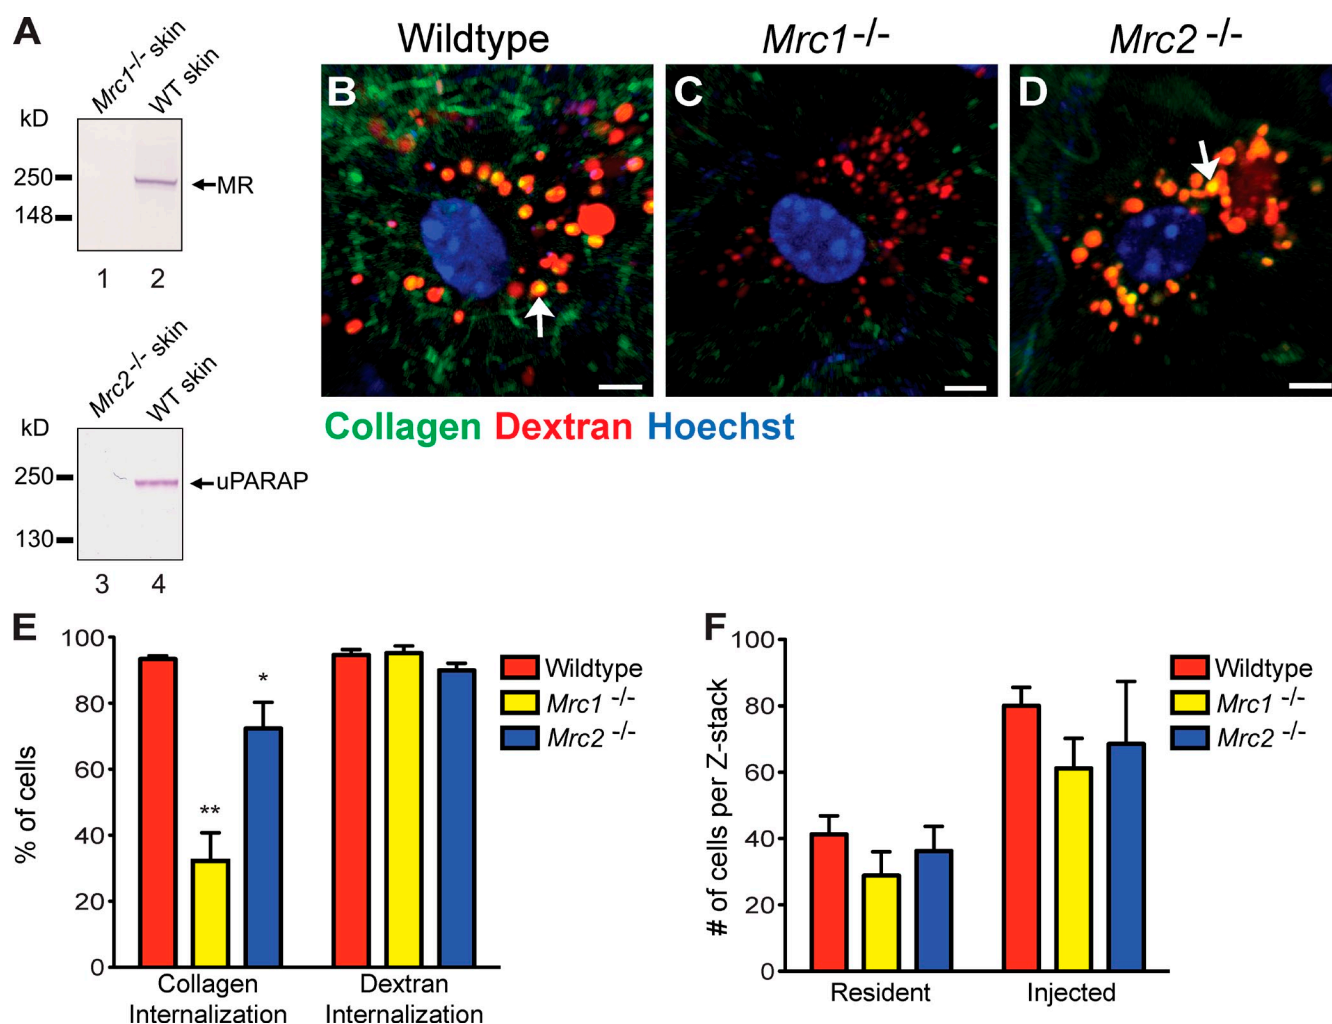 A
Mrc1-/- skin
WT skin
kD
250
148
MR
1 2
Mrc2-/- skin
WT skin
kD
250
130
uPARAP
3 4
Wildtype
Mrc1-/-
Mrc2 -/-
B
C
D
Collagen Dextran Hoechst
E
% of cells
100
80
60
40
20
0
**
*
Collagen
Internalization
Dextran
Internalization
Wildtype
Mrc1 -/-
Mrc2 -/-
F
# of cells per Z-stack
100
80
60
40
20
0
Resident
Injected
Wildtype
Mrc1 -/-
Mrc2 -/-